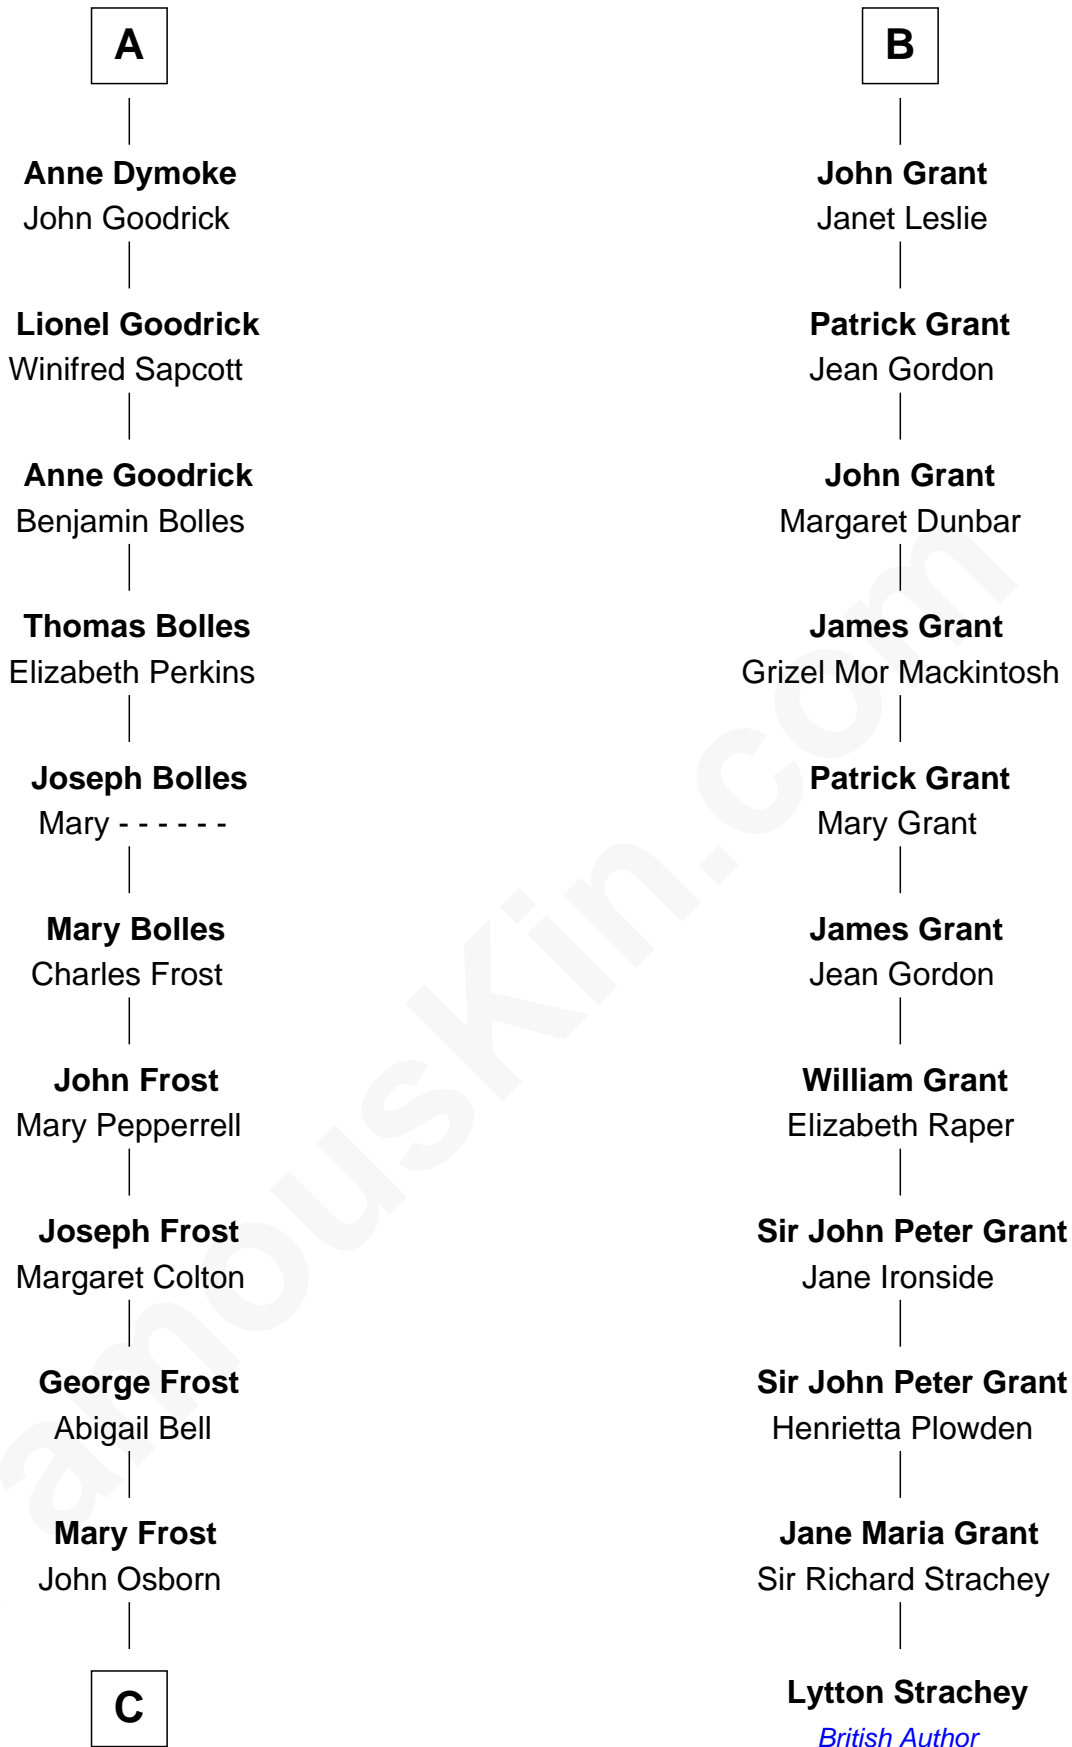 A
Anne Dymoke
John Goodrick
Lionel Goodrick
Winifred Sapcott
Anne Goodrick
Benjamin Bolles
Thomas Bolles
Elizabeth Perkins
Joseph Bolles
Mary - - - - - -
Mary Bolles
Charles Frost
John Frost
Mary Pepperrell
Joseph Frost
Margaret Colton
George Frost
Abigail Bell
Mary Frost
John Osborn
C
B
John Grant
Janet Leslie
Patrick Grant
Jean Gordon
John Grant
Margaret Dunbar
James Grant
Grizel Mor Mackintosh
Patrick Grant
Mary Grant
James Grant
Jean Gordon
William Grant
Elizabeth Raper
Sir John Peter Grant
Jane Ironside
Sir John Peter Grant
Henrietta Plowden
Jane Maria Grant
Sir Richard Strachey
Lytton Strachey
British Author
amousKin.com